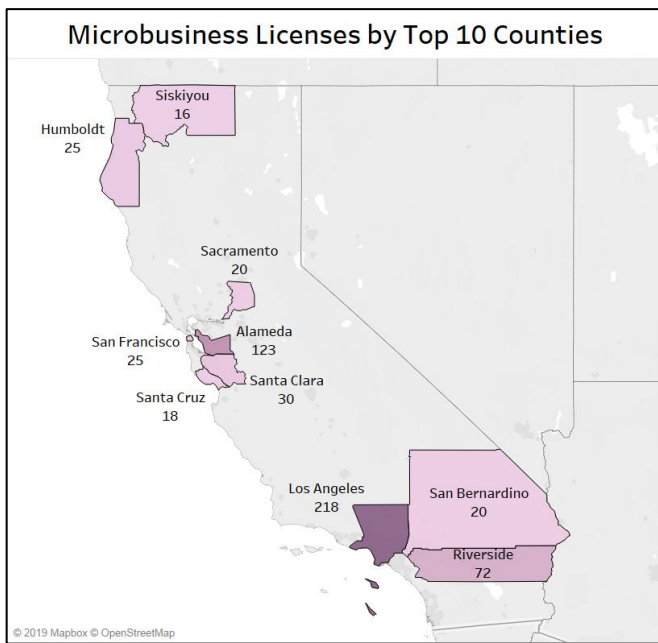 Microbusiness Licenses by Top 10 Counties
Siskiyou
16
Humboldt
25
Sacramento
20
San Francisco
25
Alameda
123
Santa Cruz
18
Santa Clara
30
Los Angeles
218
San Bernardino
20
Riverside
72
© 2019 Mapbox © OpenStreetMap